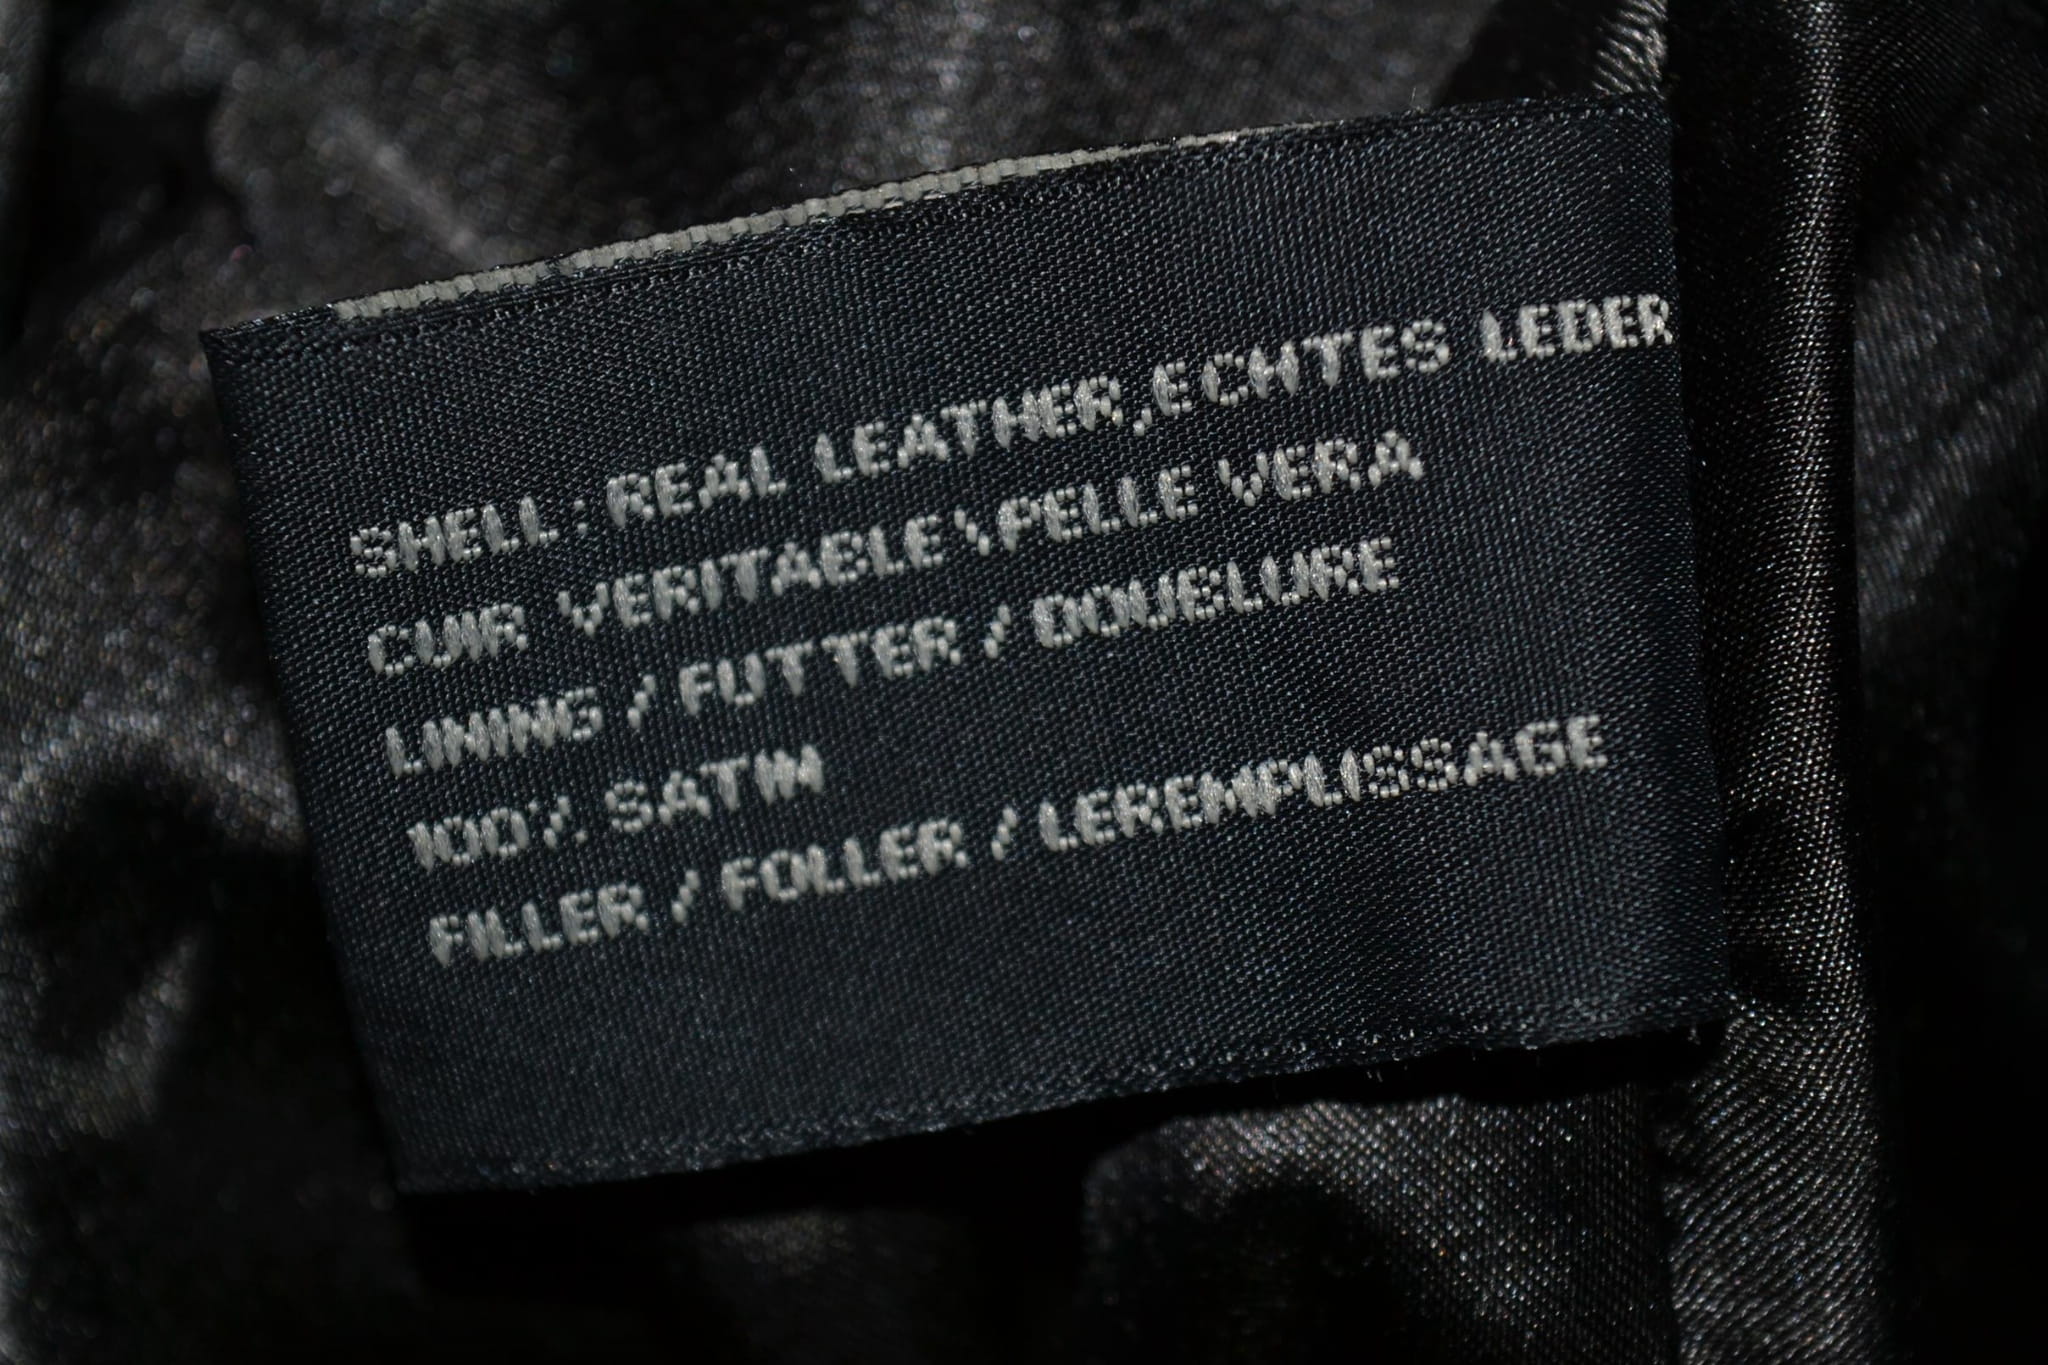 SHELL: REAL LEATHER,ECHTES LEDER
CUIR VERITABLE\PELLE VERA
LINING / FUTTER / DOUBLURE
100% SATIN
FILLER / FOLLER / LEREMPLISSAGE